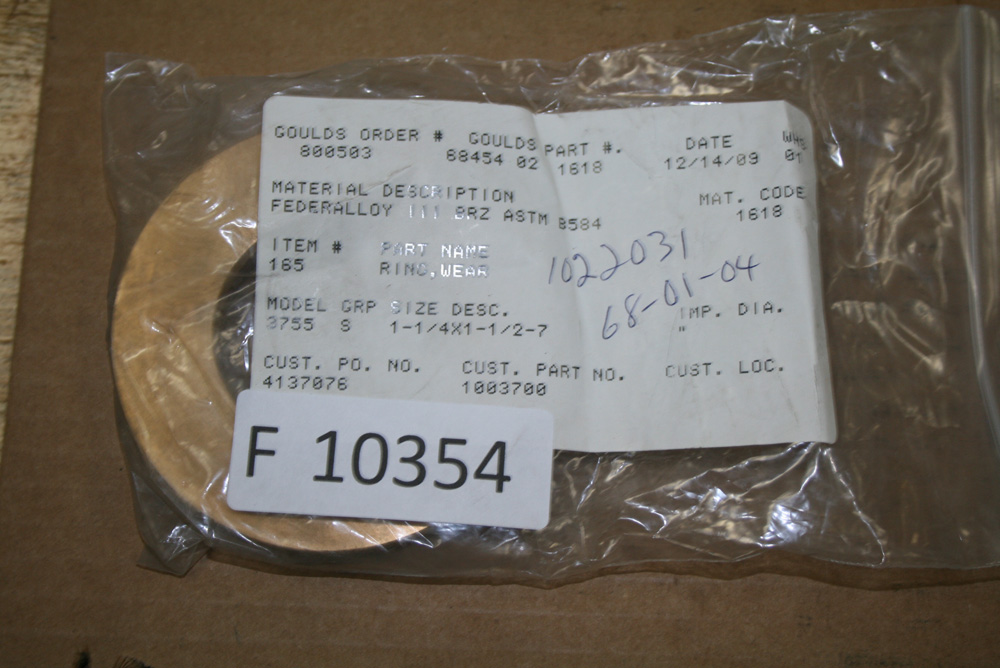 GOULDS ORDER # GOULDS PART #. DATE WHS
800503 68454 02 1618 12/14/09 01
MATERIAL DESCRIPTION MAT. CODE
FEDERALLOY III BRZ ASTM B584 1618
ITEM # PART NAME
165 RING,WEAR
1022031
68-01-04
MODEL GRP SIZE DESC. IMP. DIA.
3755 S 1-1/4X1-1/2-7 "
CUST. PO. NO. CUST. PART NO. CUST. LOC.
4137076 1003700
F 10354